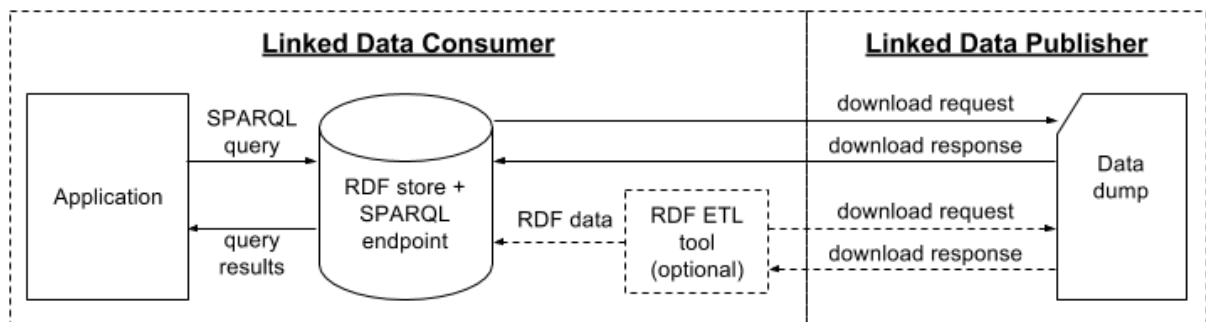 Linked Data Consumer
Linked Data Publisher
Application
SPARQL
query
query
results
RDF store +
SPARQL
endpoint
RDF data
RDF ETL
tool
(optional)
download request
download response
download request
download response
Data
dump